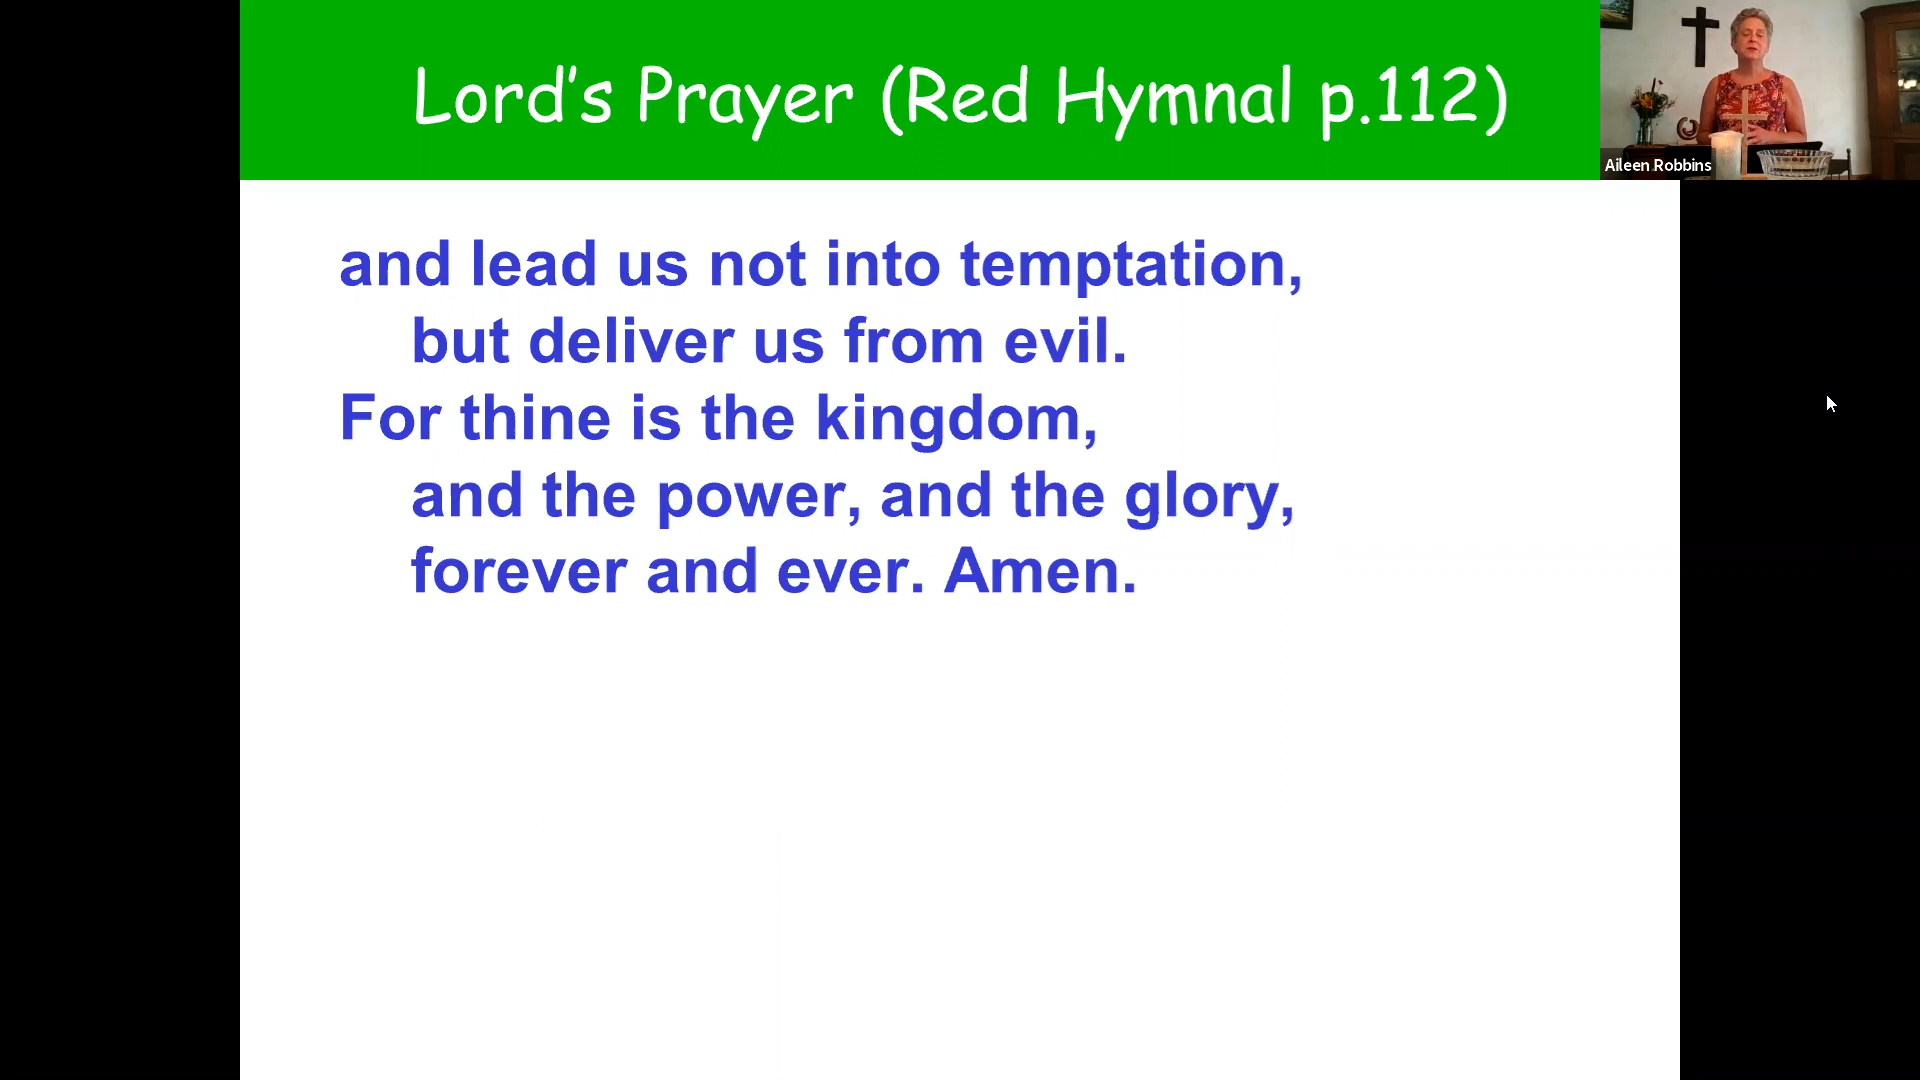 Lord's Prayer (Red Hymnal p.112)
Aileen Robbins
and lead us not into temptation,
but deliver us from evil.
For thine is the kingdom,
and the power, and the glory,
forever and ever. Amen.